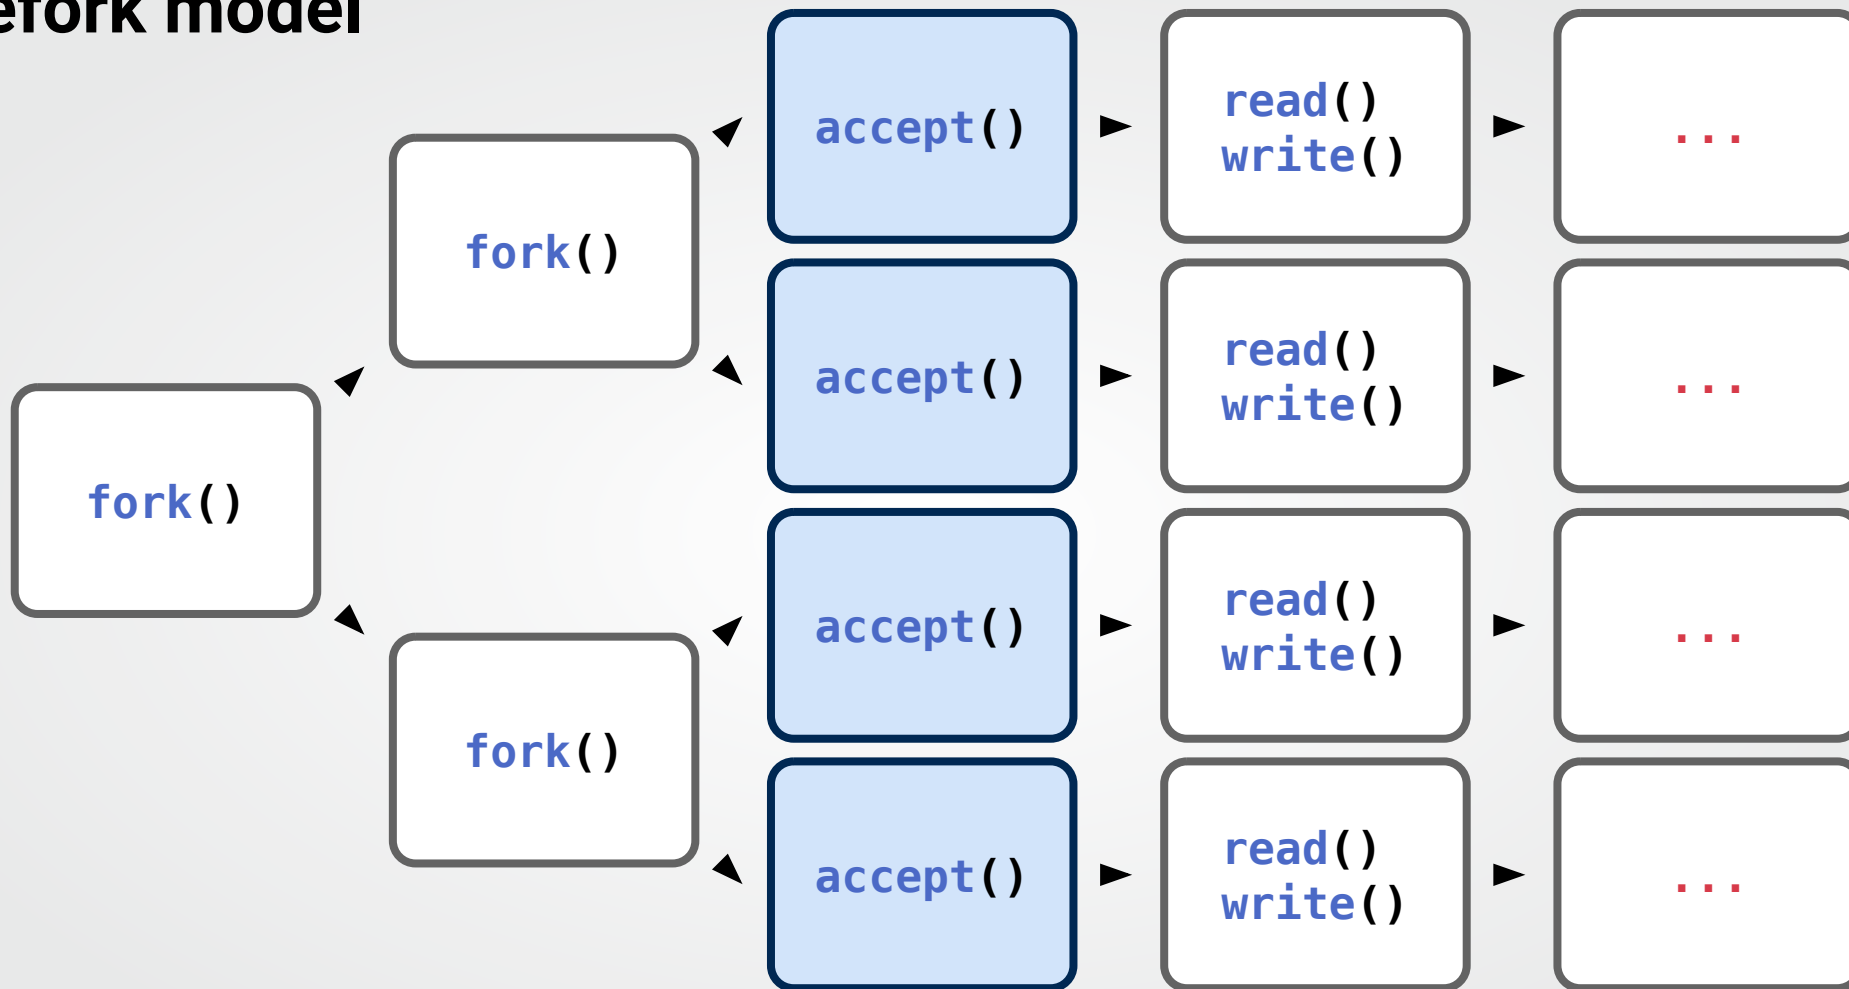 efork model
accept()
read()
write()
...
fork()
accept()
read()
write()
...
fork()
accept()
read()
write()
...
fork()
accept()
read()
write()
...